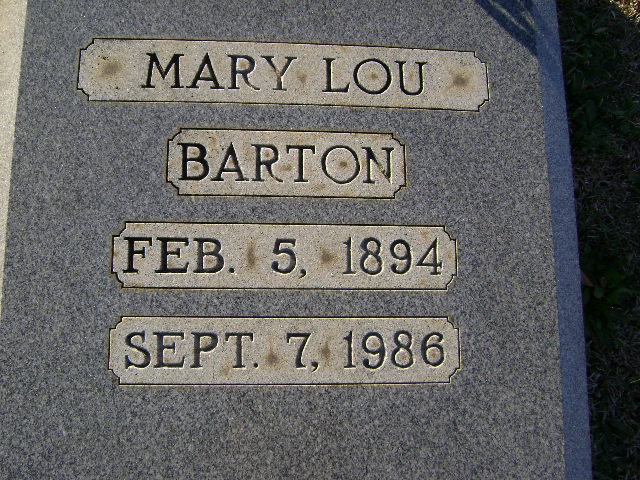 MARY LOU
BARTON
FEB. 5, 1894
SEPT. 7, 1986